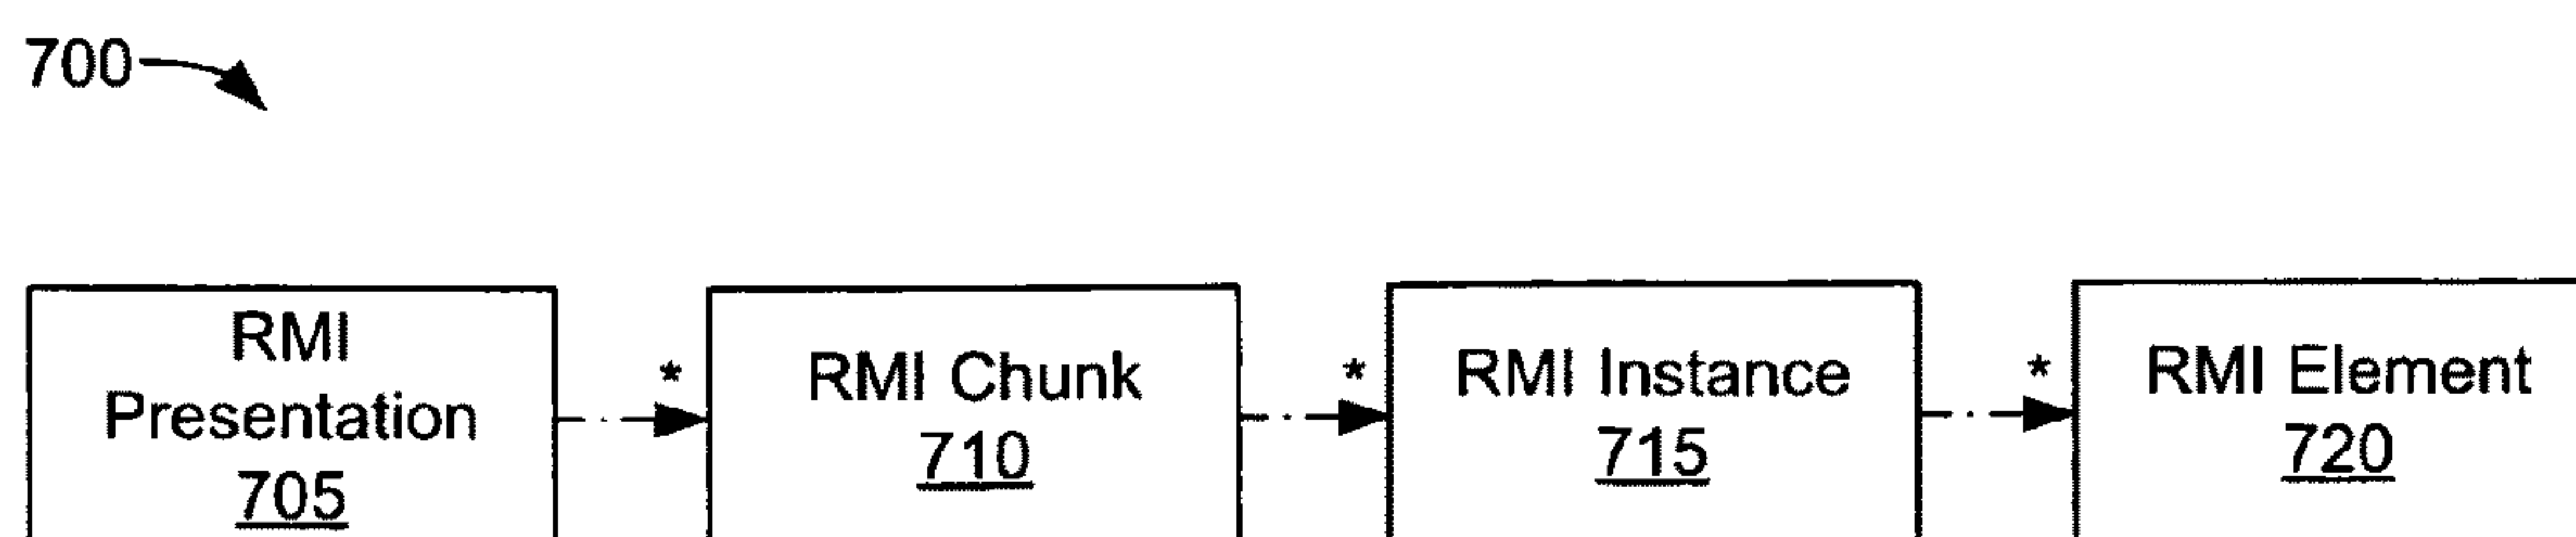 700
RMI
Presentation
705
*
RMI Chunk
710
*
RMI Instance
715
*
RMI Element
720